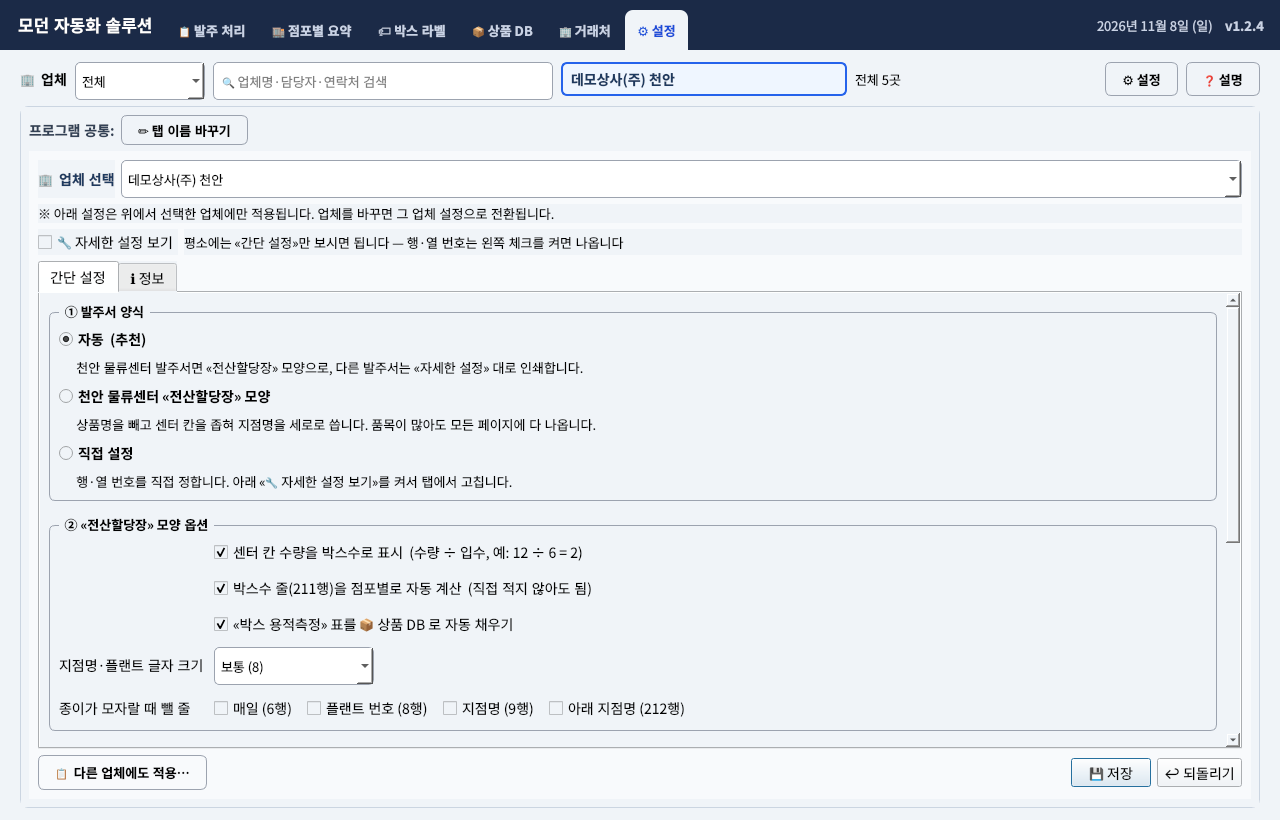 모던 자동화 솔루션
📋 발주 처리
🏬 점포별 요약
🏷 박스 라벨
📦 상품 DB
🏢 거래처
⚙ 설정
2026년 11월 8일 (일)
v1.2.4
🏢 업체
전체
🔍 업체명·담당자·연락처 검색
데모상사(주) 천안
전체 5곳
⚙ 설정
❓ 설명
프로그램 공통:
✏ 탭 이름 바꾸기
🏢 업체 선택
데모상사(주) 천안
※ 아래 설정은 위에서 선택한 업체에만 적용됩니다. 업체를 바꾸면 그 업체 설정으로 전환됩니다.
🔧 자세한 설정 보기
평소에는 «간단 설정»만 보시면 됩니다 — 행·열 번호는 왼쪽 체크를 켜면 나옵니다
간단 설정
ℹ 정보
① 발주서 양식
자동 (추천)
천안 물류센터 발주서면 «전산할당장» 모양으로, 다른 발주서는 «자세한 설정» 대로 인쇄합니다.
천안 물류센터 «전산할당장» 모양
상품명을 빼고 센터 칸을 좁혀 지점명을 세로로 씁니다. 품목이 많아도 모든 페이지에 다 나옵니다.
직접 설정
행·열 번호를 직접 정합니다. 아래 «🔧 자세한 설정 보기»를 켜서 탭에서 고칩니다.
② «전산할당장» 모양 옵션
센터 칸 수량을 박스수로 표시 (수량 ÷ 입수, 예: 12 ÷ 6 = 2)
박스수 줄(211행)을 점포별로 자동 계산 (직접 적지 않아도 됨)
«박스 용적측정» 표를 📦 상품 DB 로 자동 채우기
지점명·플랜트 글자 크기
보통 (8)
종이가 모자랄 때 뺄 줄
매일 (6행)
플랜트 번호 (8행)
지점명 (9행)
아래 지점명 (212행)
📋 다른 업체에도 적용…
💾 저장
↩ 되돌리기